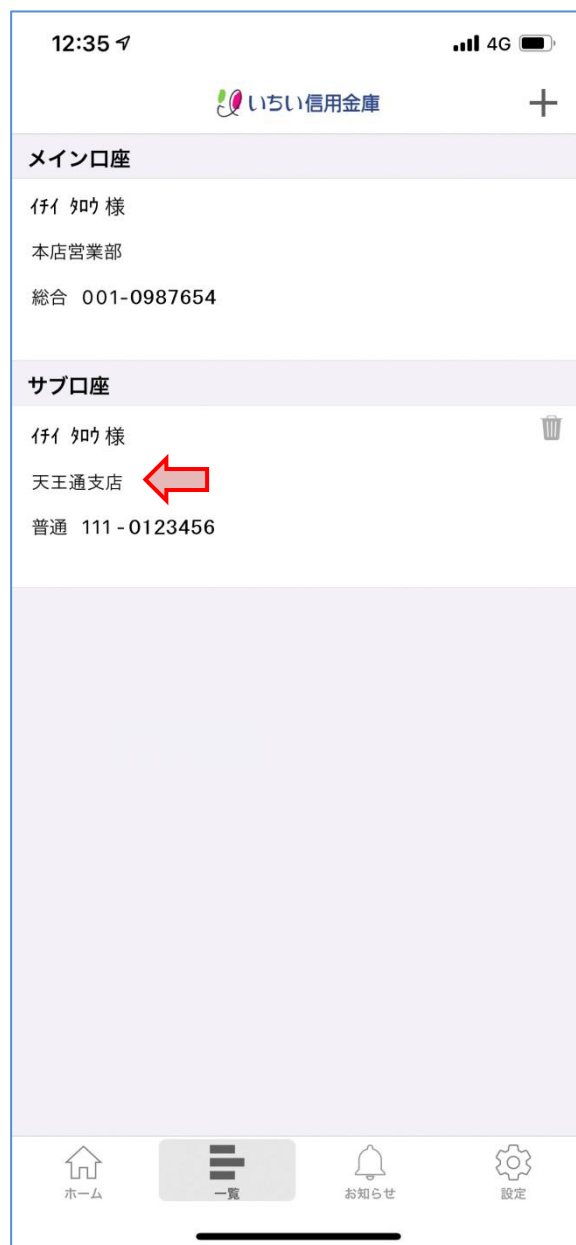 12:35 4G
いちい信用金庫
メイン口座
ｲﾁｲ ﾀﾛｳ 様
本店営業部
総合 001-0987654
サブ口座
ｲﾁｲ ﾀﾛｳ 様
天王通支店
普通 111-0123456
ホーム 一覧 お知らせ 設定